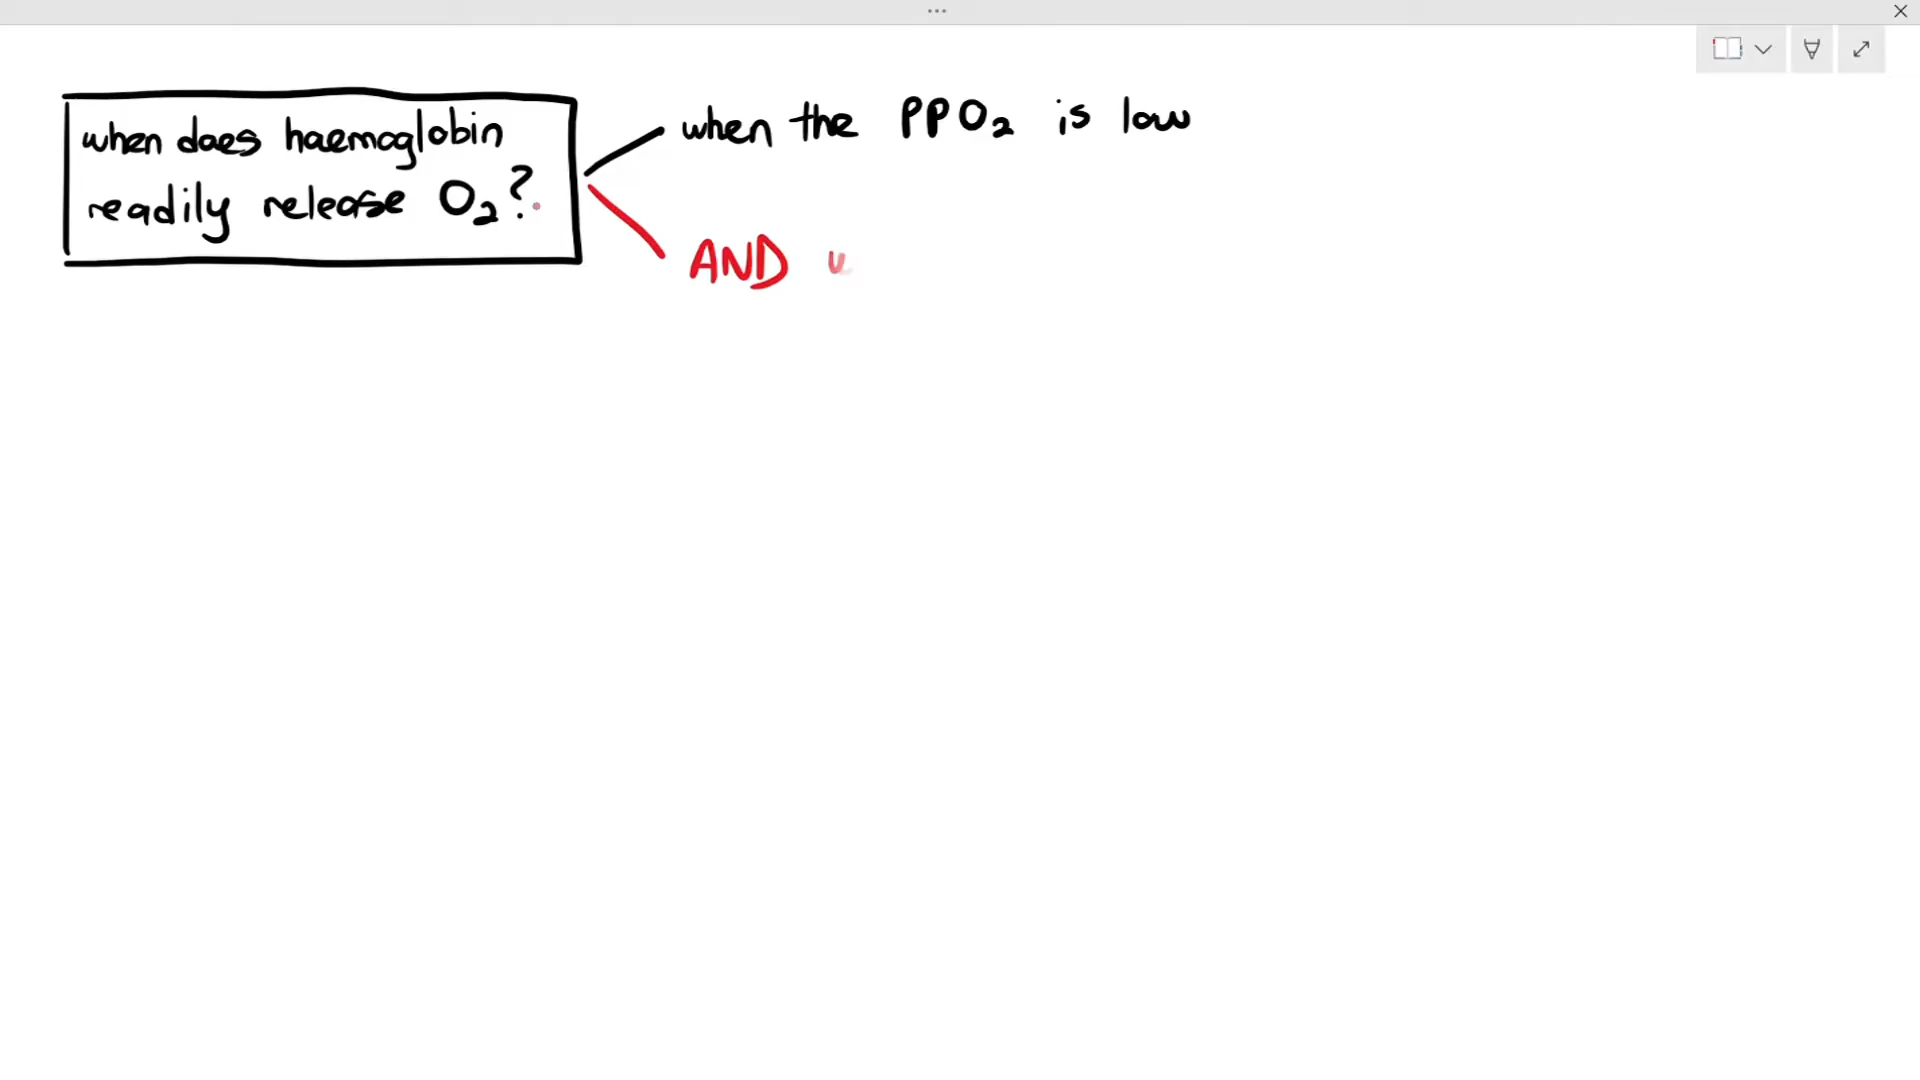 when does haemoglobin
readily release O₂?
when the PPO₂ is low
AND